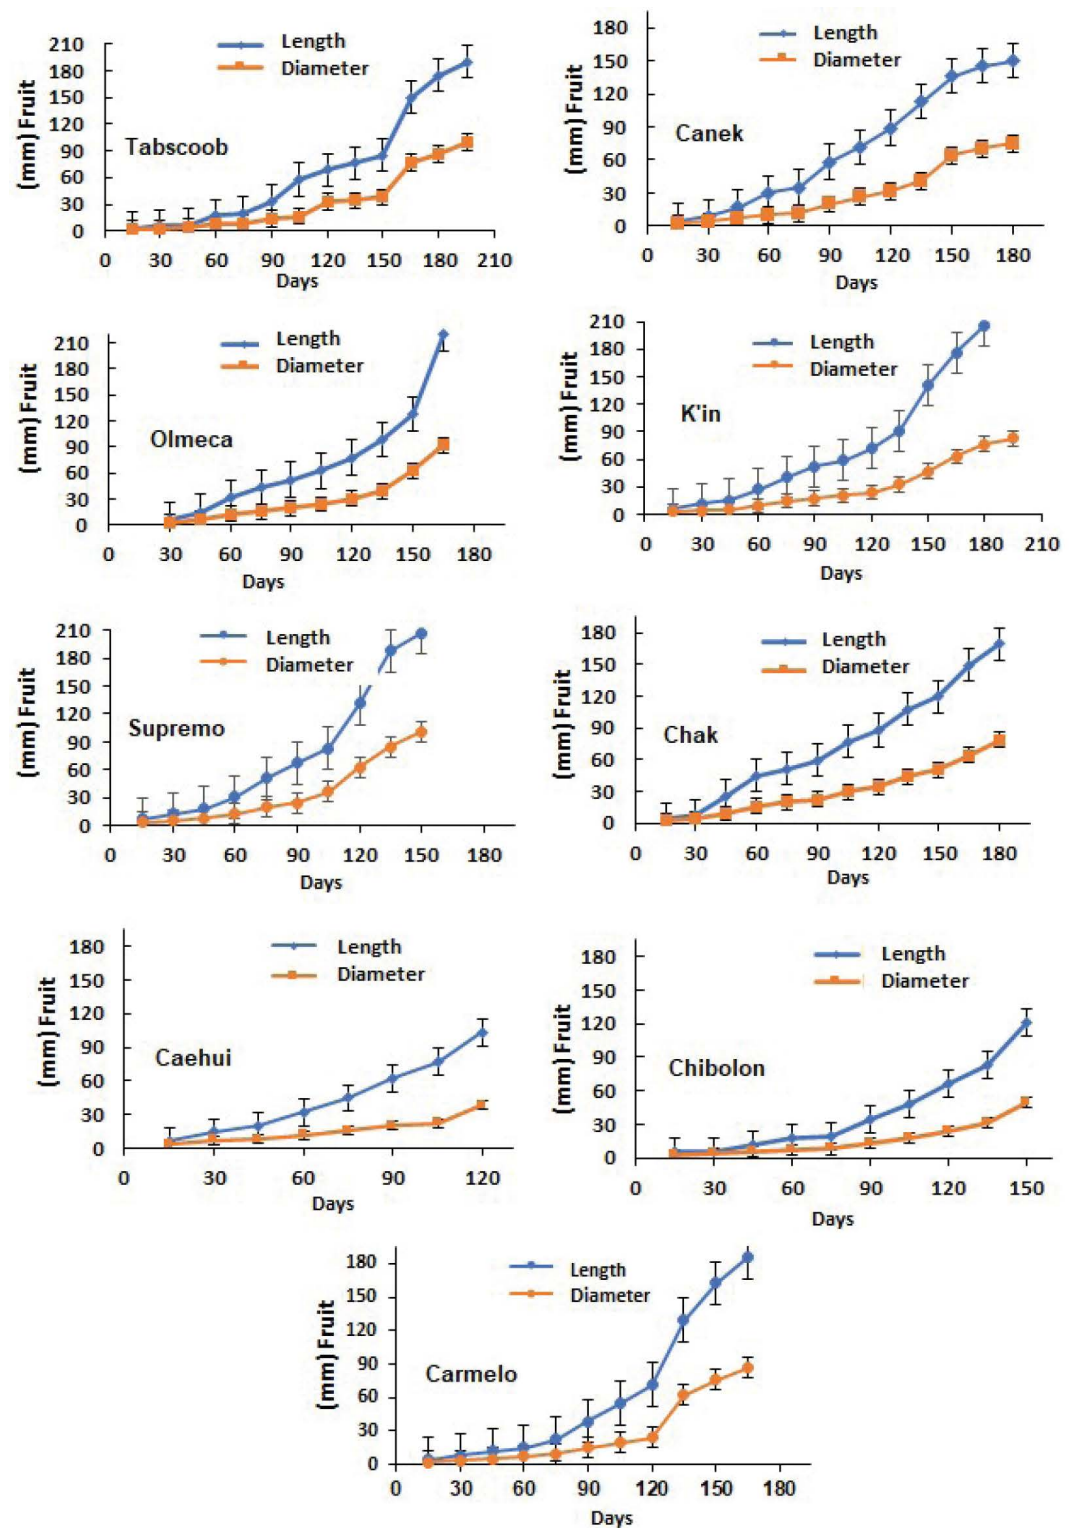 (mm) Fruit
210
180
150
120
90
60
30
0
Length
Diameter
Tabscoob
0 30 60 90 120 150 180 210
Days
(mm) Fruit
180
150
120
90
60
30
0
Length
Diameter
Canek
0 30 60 90 120 150 180
Days
(mm) Fruit
210
180
150
120
90
60
30
0
Length
Diameter
Olmeca
0 30 60 90 120 150 180
Days
(mm) Fruit
210
180
150
120
90
60
30
0
Length
Diameter
K'in
0 30 60 90 120 150 180 210
Days
(mm) Fruit
210
180
150
120
90
60
30
0
Length
Diameter
Supremo
0 30 60 90 120 150 180
Days
(mm) Fruit
180
150
120
90
60
30
0
Length
Diameter
Chak
0 30 60 90 120 150 180
Days
(mm) Fruit
180
150
120
90
60
30
0
Length
Diameter
Caehui
0 30 60 90 120
Days
(mm) Fruit
180
150
120
90
60
30
0
Length
Diameter
Chibolon
0 30 60 90 120 150
Days
(mm) Fruit
180
150
120
90
60
30
0
Length
Diameter
Carmelo
0 30 60 90 120 150 180
Days